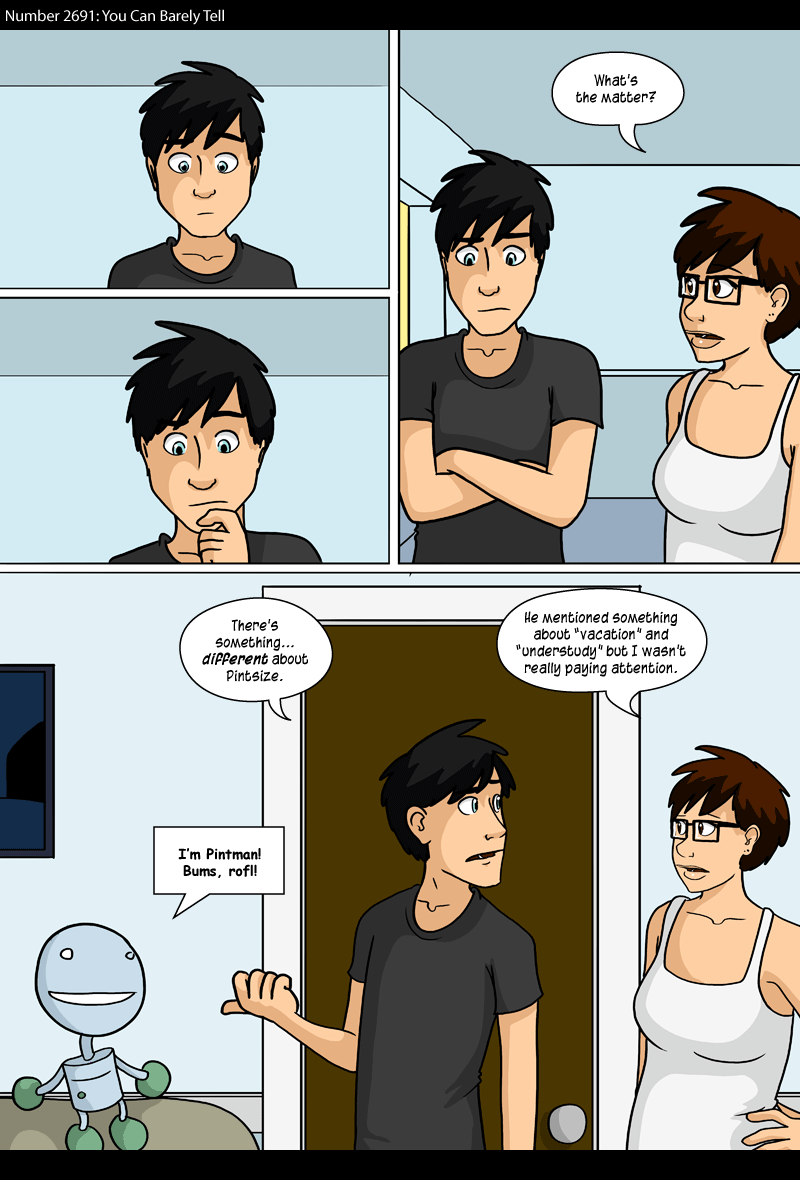 Number 2691: You Can Barely Tell
What's
the matter?
There's
something...
different about
Pintsize.
He mentioned something
about "vacation" and
"understudy" but I wasn't
really paying attention.
I'm Pintman!
Bums, rofl!